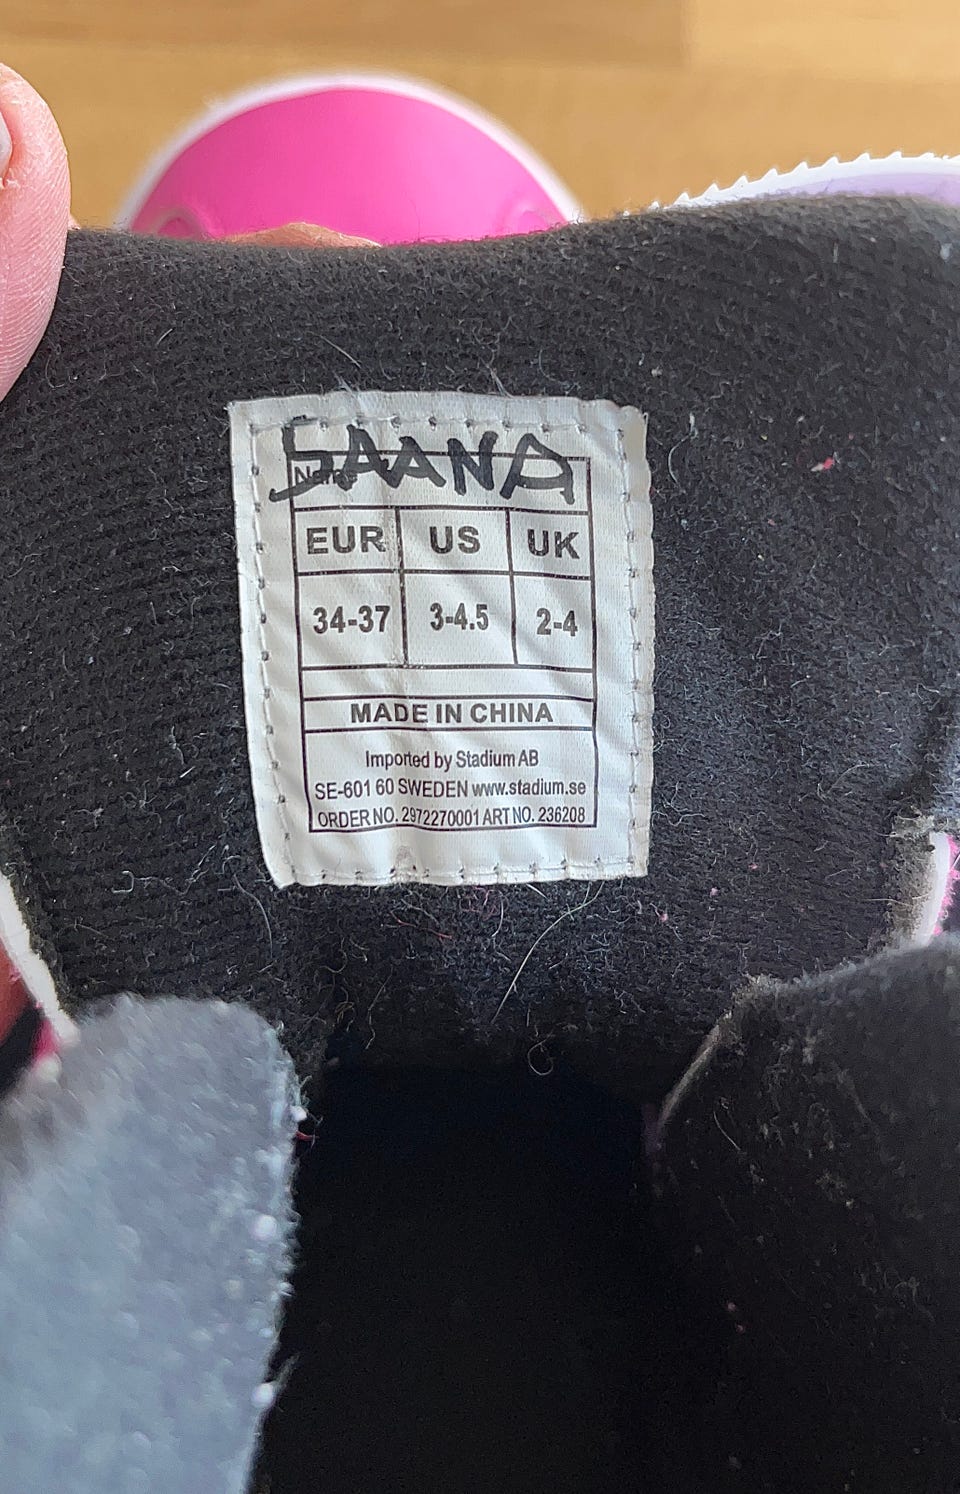 SAANA
Name
EUR US UK
34-37 3-4.5 2-4
MADE IN CHINA
Imported by Stadium AB
SE-601 60 SWEDEN www.stadium.se
ORDER NO. 2972270001 ART NO. 236208